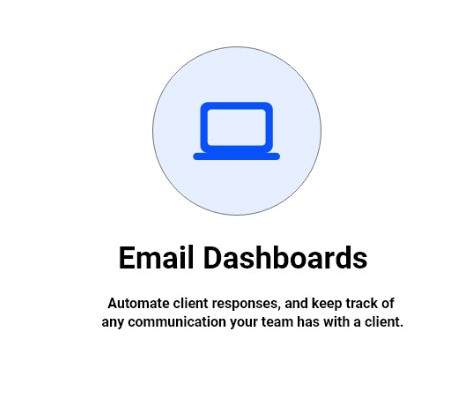 Email Dashboards
Automate client responses, and keep track of
any communication your team has with a client.